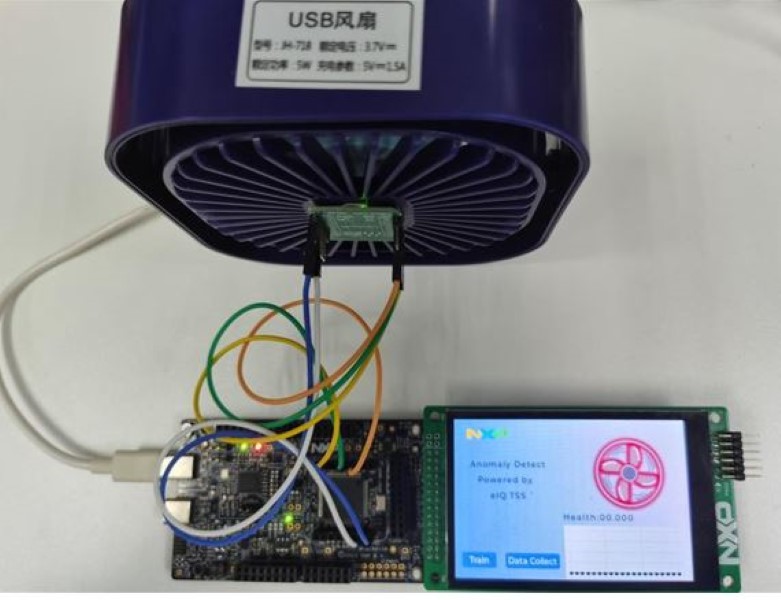 USB风扇
型号：JH-718 额定电压：3.7V⎓
额定功率：5W 充电参数：5V⎓1.5A
NXP
NXP
Anomaly Detect
Powered by
eIQ TSS
Health:00.000
Train
Data Collect
NXP